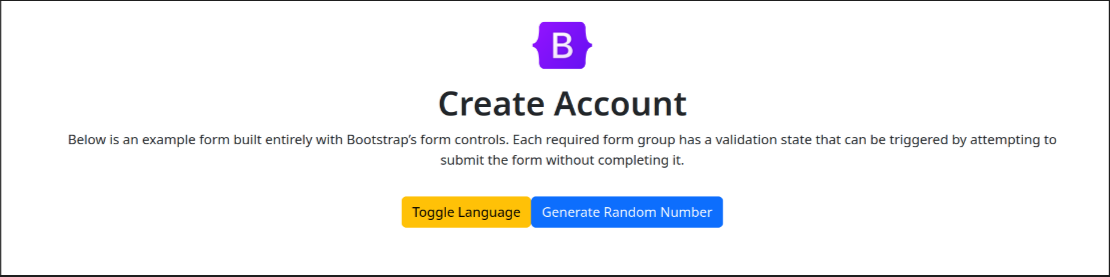 B
Create Account
Below is an example form built entirely with Bootstrap’s form controls. Each required form group has a validation state that can be triggered by attempting to
submit the form without completing it.
Toggle Language Generate Random Number